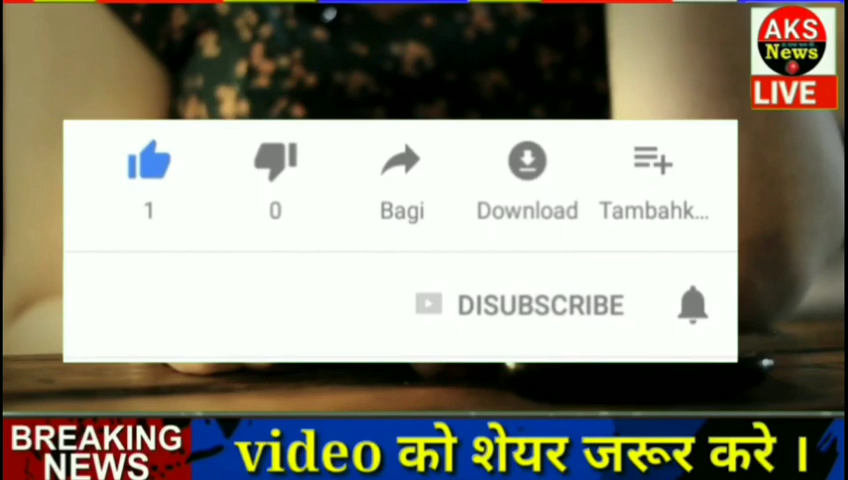 AKS
News
LIVE
1
0
Bagi
Download
Tambahk...
DISUBSCRIBE
BREAKING
NEWS
video को शेयर जरूर करे ।